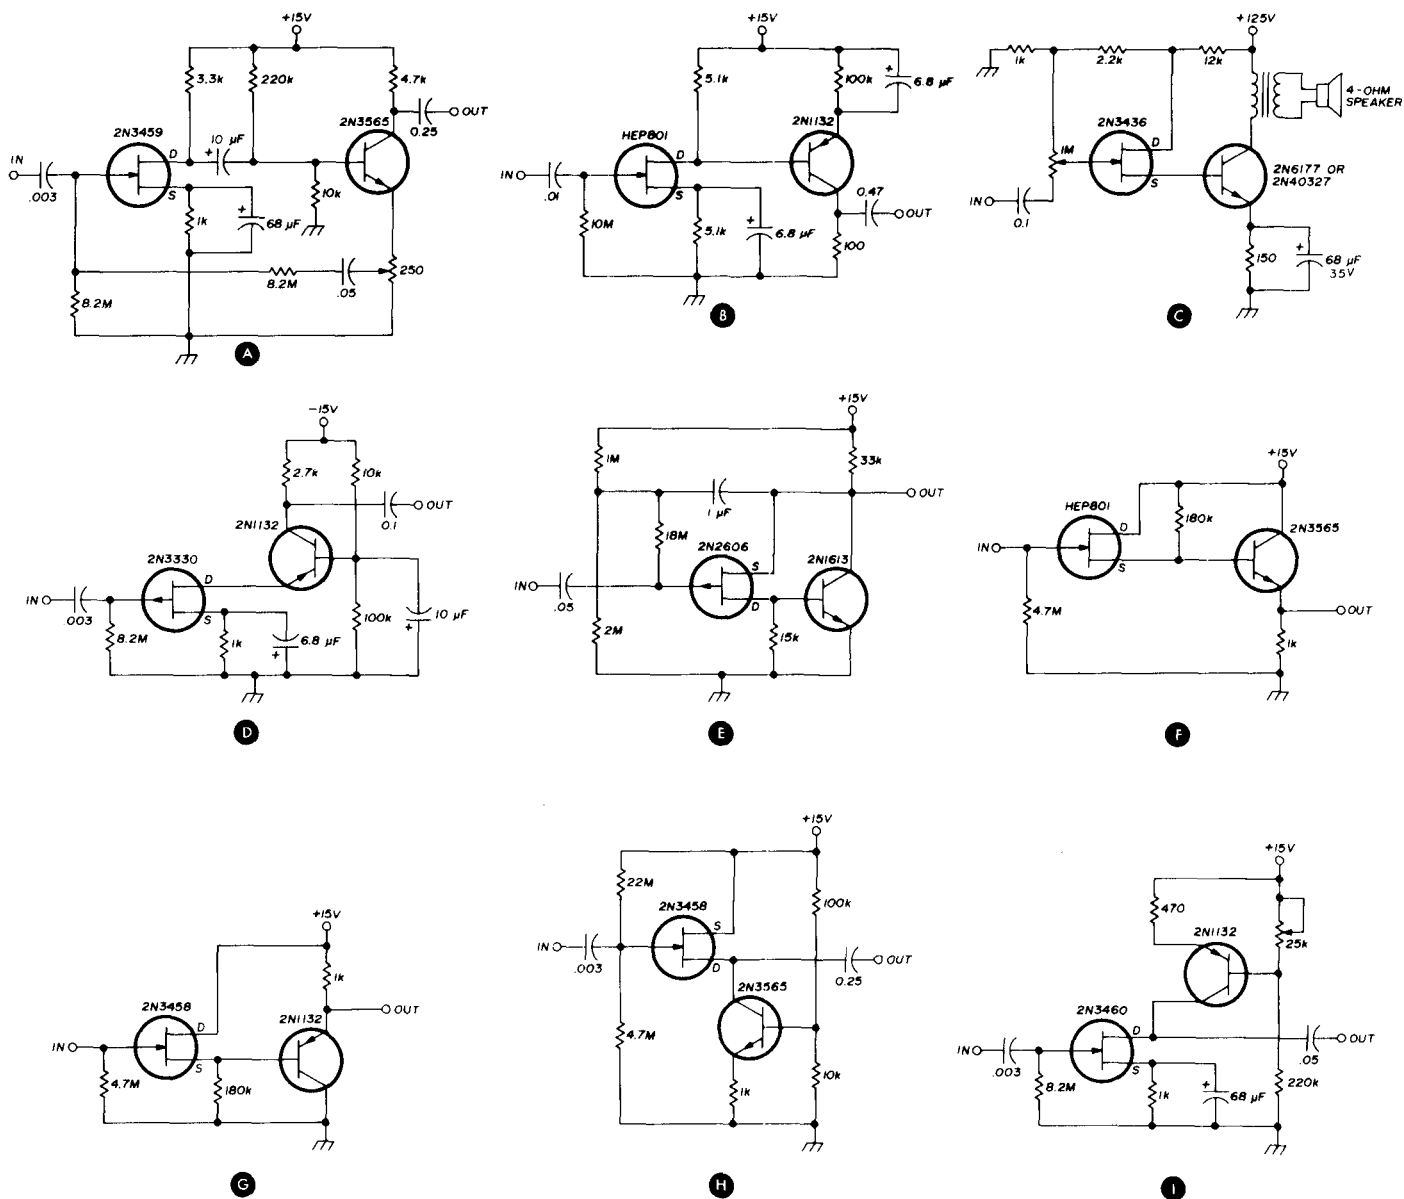 +15V
3.3k
220k
4.7k
OUT
0.25
2N3459
2N3565
10 µF
D
IN
.003
S
1k
68 µF
10k
250
8.2M
.05
8.2M
A
+15V
5.1k
100k
6.8 µF
2N1132
HEP801
D
IN
.01
S
0.47
OUT
10M
5.1k
6.8 µF
100
B
+125V
1k
2.2k
12k
4-OHM
SPEAKER
2N3436
1M
D
S
2N6177 OR
2N40327
IN
0.1
150
68 µF
35V
C
-15V
2.7k
10k
OUT
0.1
2N1132
2N3330
D
IN
.003
S
8.2M
1k
6.8 µF
100k
10 µF
D
+15V
1M
33k
OUT
1 µF
18M
2N2606
S
2N1613
IN
.05
D
2M
15k
E
+15V
HEP801
D
180k
2N3565
IN
S
4.7M
OUT
1k
F
+15V
1k
2N3458
D
2N1132
OUT
IN
S
4.7M
180k
G
+15V
22M
100k
2N3458
S
IN
.003
D
0.25
OUT
2N3565
4.7M
1k
10k
H
+15V
470
2N1132
25k
2N3460
D
IN
.003
S
.05
OUT
8.2M
1k
68 µF
220k
I